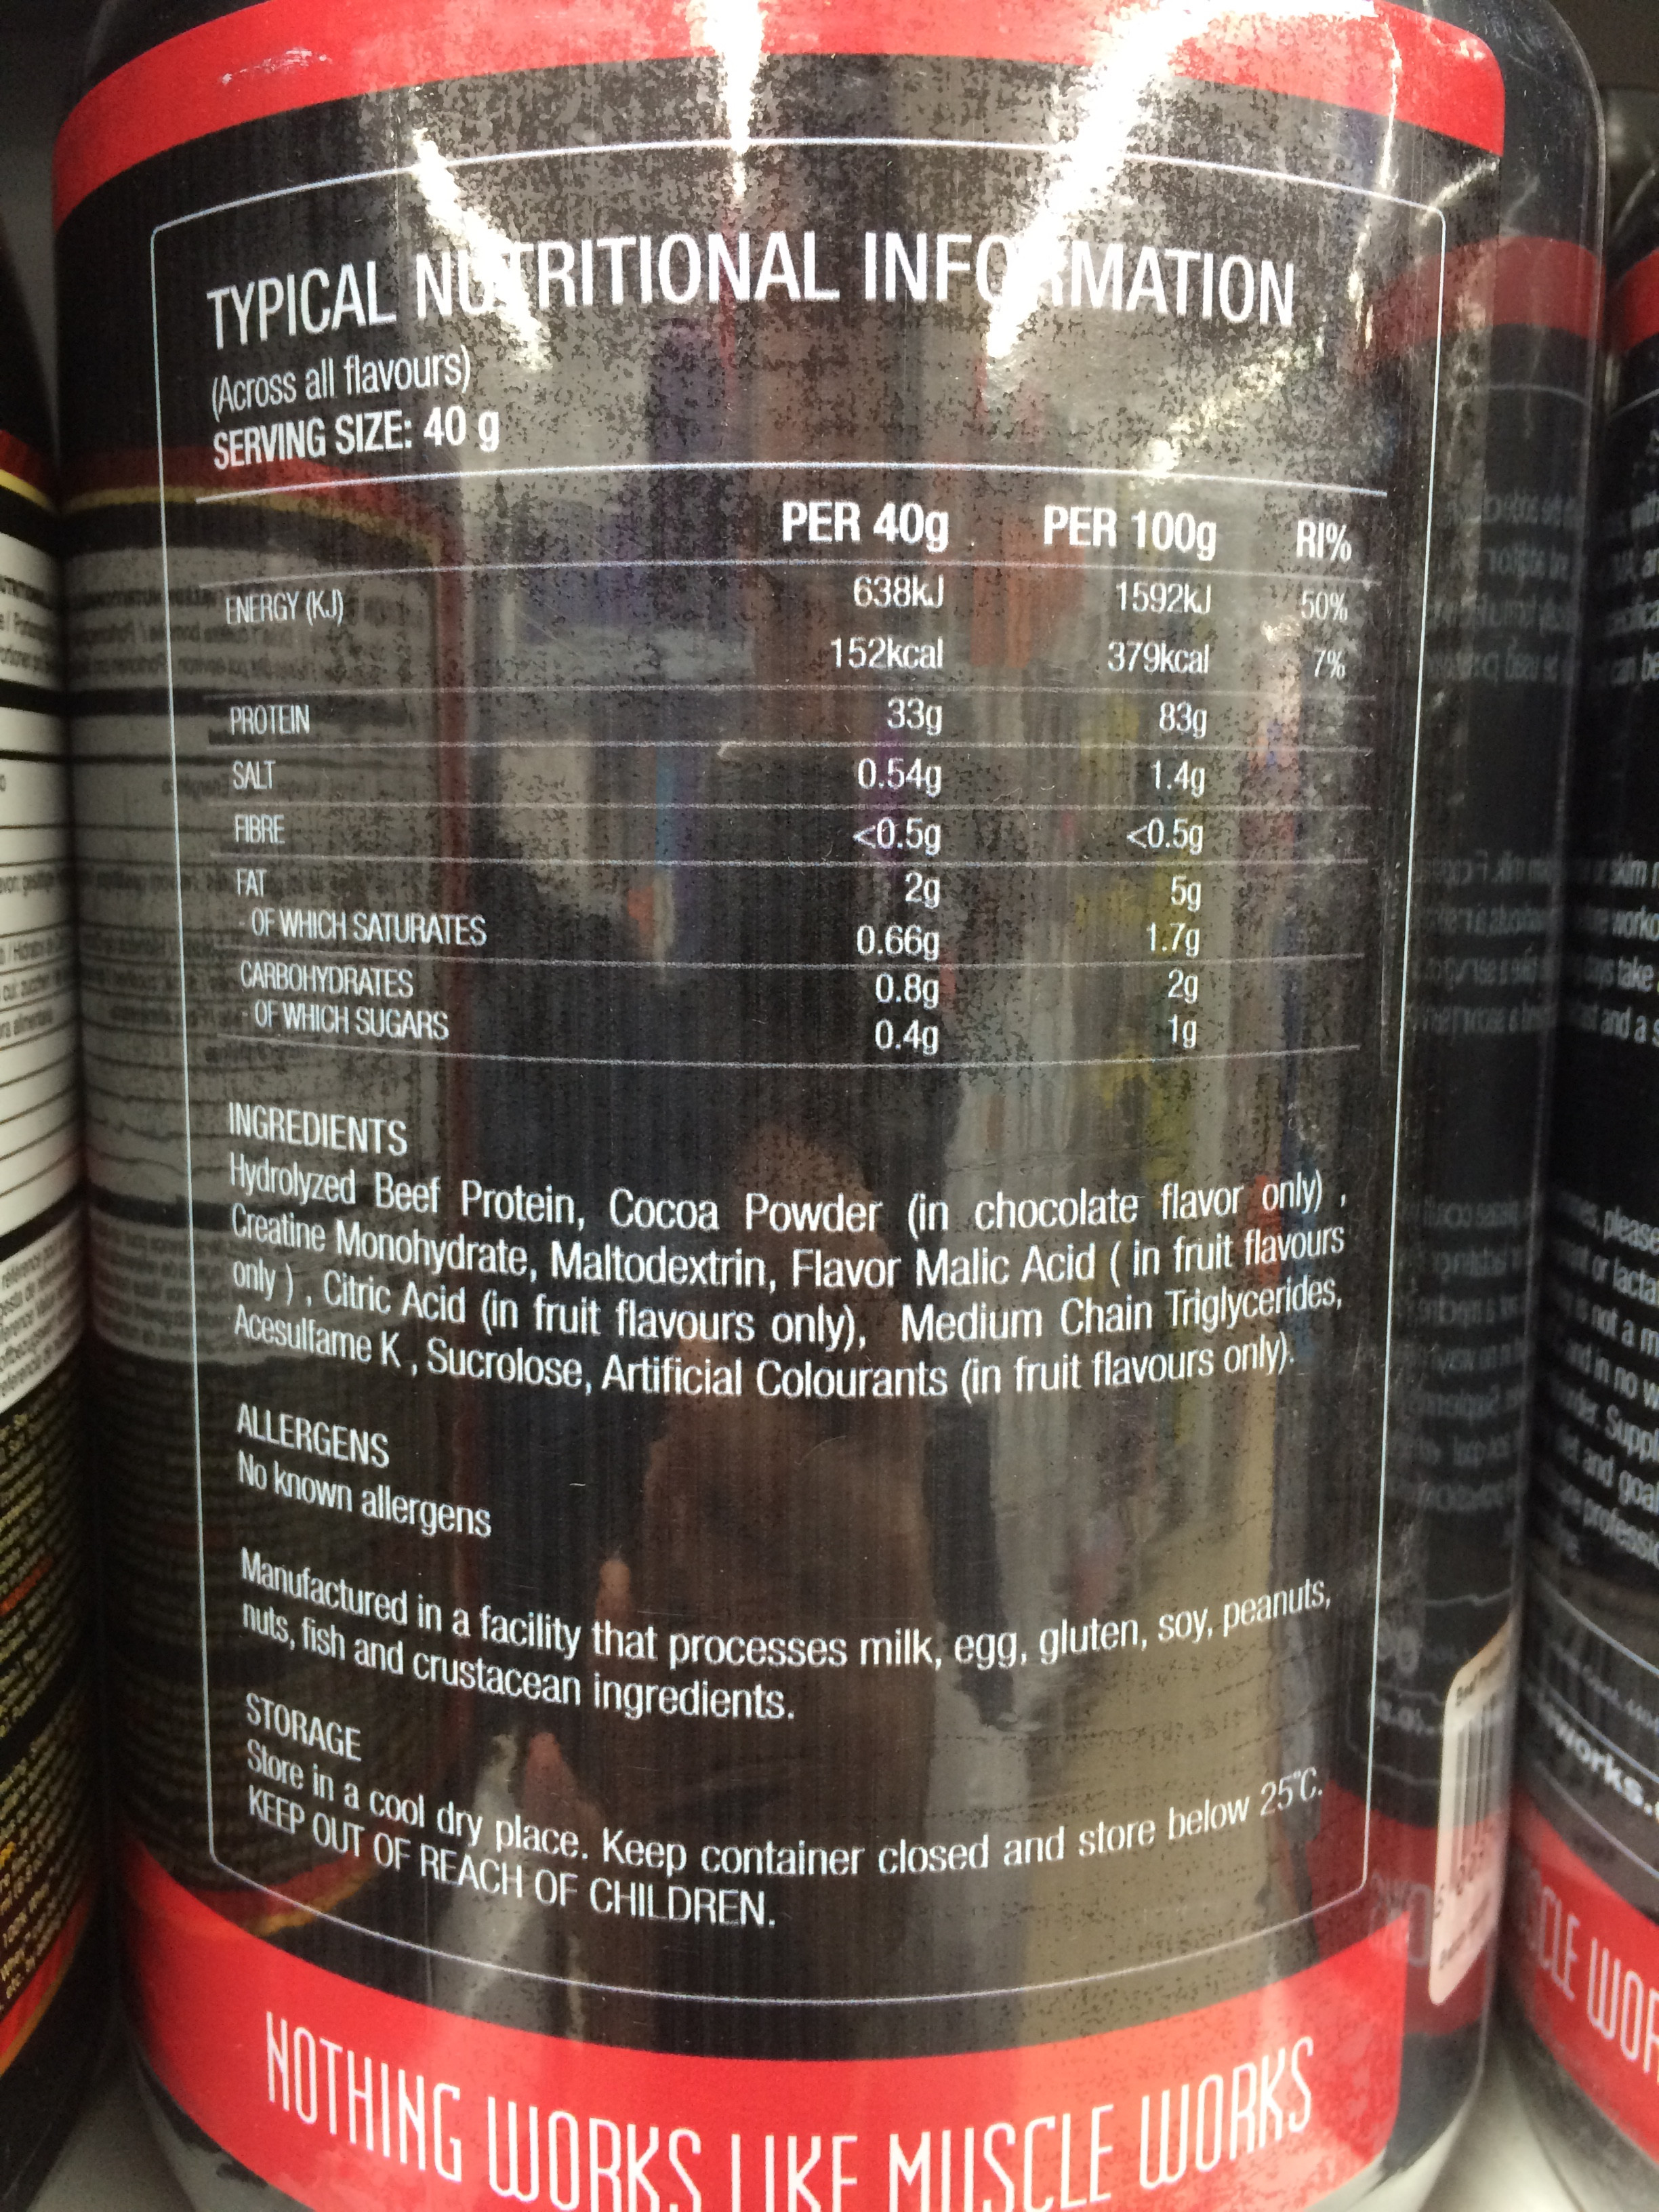 TYPICAL NUTRITIONAL INFORMATION
(Across all flavours)
SERVING SIZE: 40 g
PER 40g PER 100g RI%
ENERGY (KJ) 638kJ 1592kJ 50%
152kcal 379kcal 7%
PROTEIN 33g 83g
SALT 0.54g 1.4g
FIBRE <0.5g <0.5g
FAT 2g 5g
- OF WHICH SATURATES 0.66g 1.7g
CARBOHYDRATES 0.8g 2g
- OF WHICH SUGARS 0.4g 1g
INGREDIENTS
Hydrolyzed Beef Protein, Cocoa Powder (in chocolate flavor only) ,
Creatine Monohydrate, Maltodextrin, Flavor Malic Acid ( in fruit flavours
only ) , Citric Acid (in fruit flavours only), Medium Chain Triglycerides,
Acesulfame K , Sucrolose, Artificial Colourants (in fruit flavours only).
ALLERGENS
No known allergens
Manufactured in a facility that processes milk, egg, gluten, soy, peanuts,
nuts, fish and crustacean ingredients.
STORAGE
Store in a cool dry place. Keep container closed and store below 25°C.
KEEP OUT OF REACH OF CHILDREN.
NOTHING WORKS LIKE MUSCLE WORKS